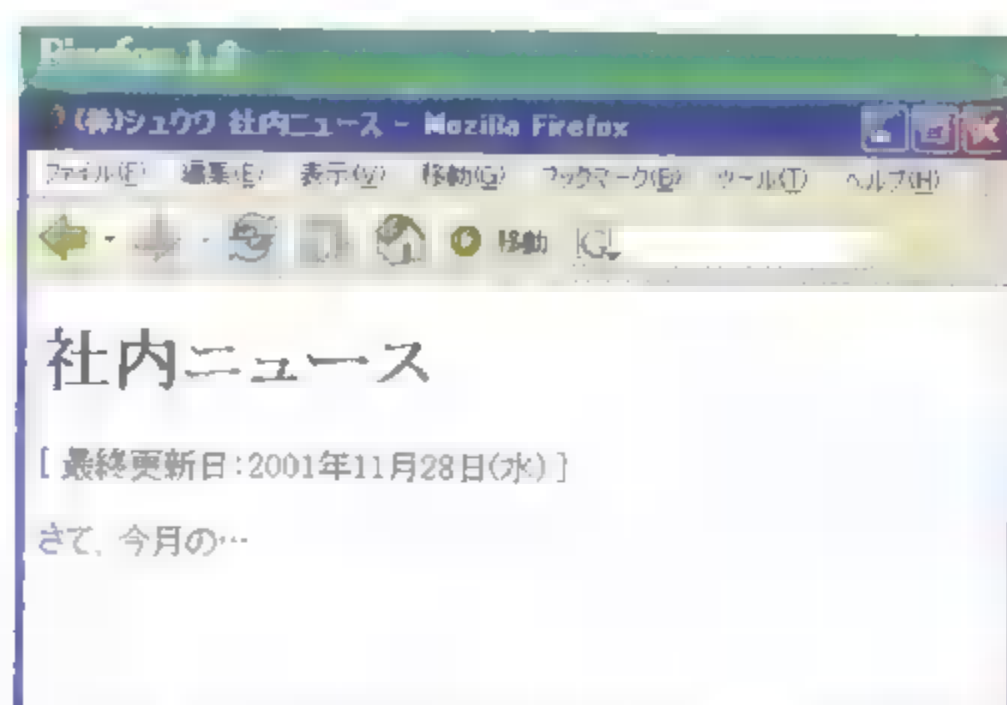 Firefox 1.0
(株)シュウワ 社内ニュース - Mozilla Firefox
ファイル(F) 編集(E) 表示(V) 移動(G) ブックマーク(B) ツール(T) ヘルプ(H)
移動
社内ニュース
[ 最終更新日:2001年11月28日(水) ]
さて、今月の…